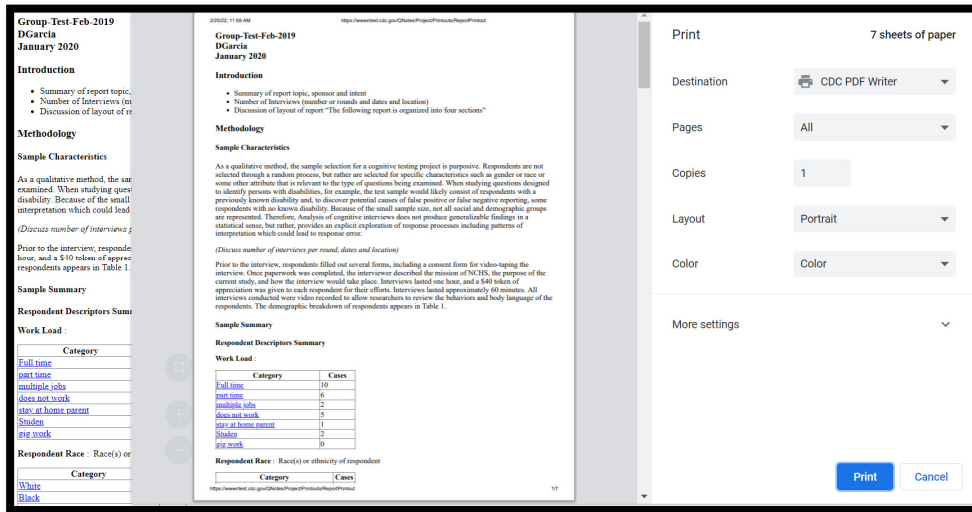 Group-Test-Feb-2019
DGarcia
January 2020
Introduction
• Summary of report topic,
• Number of Interviews (nu
• Discussion of layout of re
Methodology
Sample Characteristics
As a qualitative method, the sam
examined. When studying quest
disability. Because of the small
interpretation which could lead
(Discuss number of interviews p
Prior to the interview, responde
hour, and a $40 token of apprec
respondents appears in Table 1.
Sample Summary
Respondent Descriptors Summ
Work Load :
Category
Full time
part time
multiple jobs
does not work
stay at home parent
Studen
gig work
Respondent Race : Race(s) or
Category
White
Black
2/25/22, 11:59 AM https://wwwntest.cdc.gov/QNotes/Project/Printouts/ReportPrintout
Group-Test-Feb-2019
DGarcia
January 2020
Introduction
• Summary of report topic, sponsor and intent
• Number of Interviews (number or rounds and dates and location)
• Discussion of layout of report “The following report is organized into four sections”
Methodology
Sample Characteristics
As a qualitative method, the sample selection for a cognitive testing project is purposive. Respondents are not
selected through a random process, but rather are selected for specific characteristics such as gender or race or
some other attribute that is relevant to the type of questions being examined. When studying questions designed
to identify persons with disabilities, for example, the test sample would likely consist of respondents with a
previously known disability and, to discover potential causes of false positive or false negative reporting, some
respondents with no known disability. Because of the small sample size, not all social and demographic groups
are represented. Therefore, Analysis of cognitive interviews does not produce generalizable findings in a
statistical sense, but rather, provides an explicit exploration of response processes including patterns of
interpretation which could lead to response error.
(Discuss number of interviews per round, dates and location)
Prior to the interview, respondents filled out several forms, including a consent form for video-taping the
interview. Once paperwork was completed, the interviewer described the mission of NCHS, the purpose of the
current study, and how the interview would take place. Interviews lasted one hour, and a $40 token of
appreciation was given to each respondent for their efforts. Interviews lasted approximately 60 minutes. All
interviews conducted were video recorded to allow researchers to review the behaviors and body language of the
respondents. The demographic breakdown of respondents appears in Table 1.
Sample Summary
Respondent Descriptors Summary
Work Load :
Category Cases
Full time 10
part time 6
multiple jobs 2
does not work 5
stay at home parent 1
Studen 2
gig work 0
Respondent Race : Race(s) or ethnicity of respondent
Category Cases
https://wwwntest.cdc.gov/QNotes/Project/Printouts/ReportPrintout 1/7
Print 7 sheets of paper
Destination CDC PDF Writer
Pages All
Copies 1
Layout Portrait
Color Color
More settings
Print Cancel